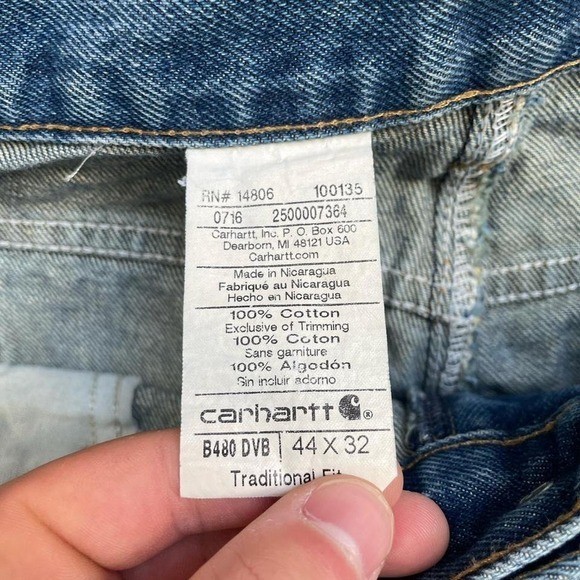 RN# 14806 100135
0716 2500007364
Carhartt, Inc. P. O. Box 600
Dearborn, MI 48121 USA
Carhartt.com
Made in Nicaragua
Fabriqué au Nicaragua
Hecho en Nicaragua
100% Cotton
Exclusive of Trimming
100% Coton
Sans garniture
100% Algodón
Sin incluir adorno
carhartt ®
B480 DVB 44 X 32
Traditional Fit